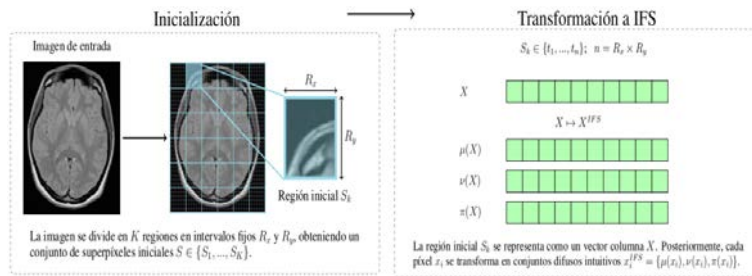 Inicialización
Imagen de entrada
R_x
R_y
Región inicial S_k
La imagen se divide en K regiones en intervalos fijos R_x y R_y, obteniendo un
conjunto de superpíxeles iniciales S ∈ {S_1, ..., S_K}.
Transformación a IFS
S_k ∈ {t_1, ..., t_n}; n = R_x × R_y
X
X ↦ X^{IFS}
μ(X)
ν(X)
π(X)
La región inicial S_k se representa como un vector columna X. Posteriormente, cada
píxel x_i se transforma en conjuntos difusos intuitivos x_i^{IFS} = {μ(x_i), ν(x_i), π(x_i)}.